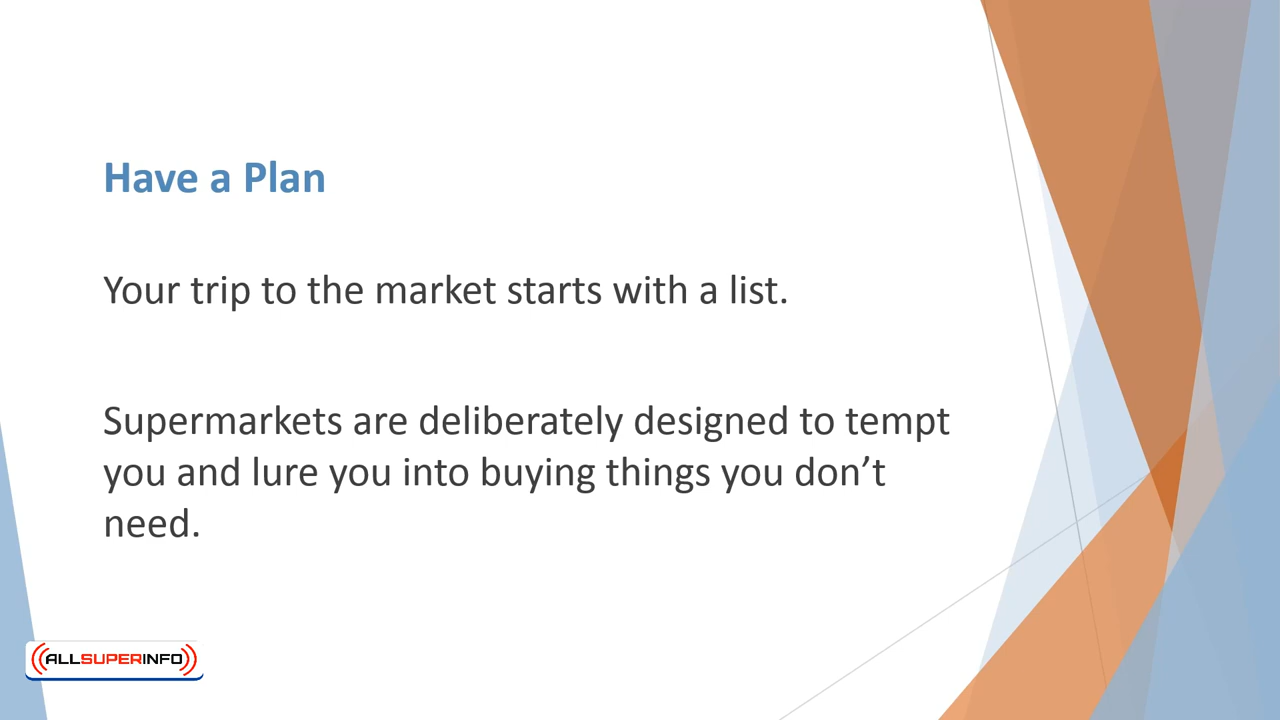 Have a Plan
Your trip to the market starts with a list.
Supermarkets are deliberately designed to tempt
you and lure you into buying things you don’t
need.
ALLSUPERINFO